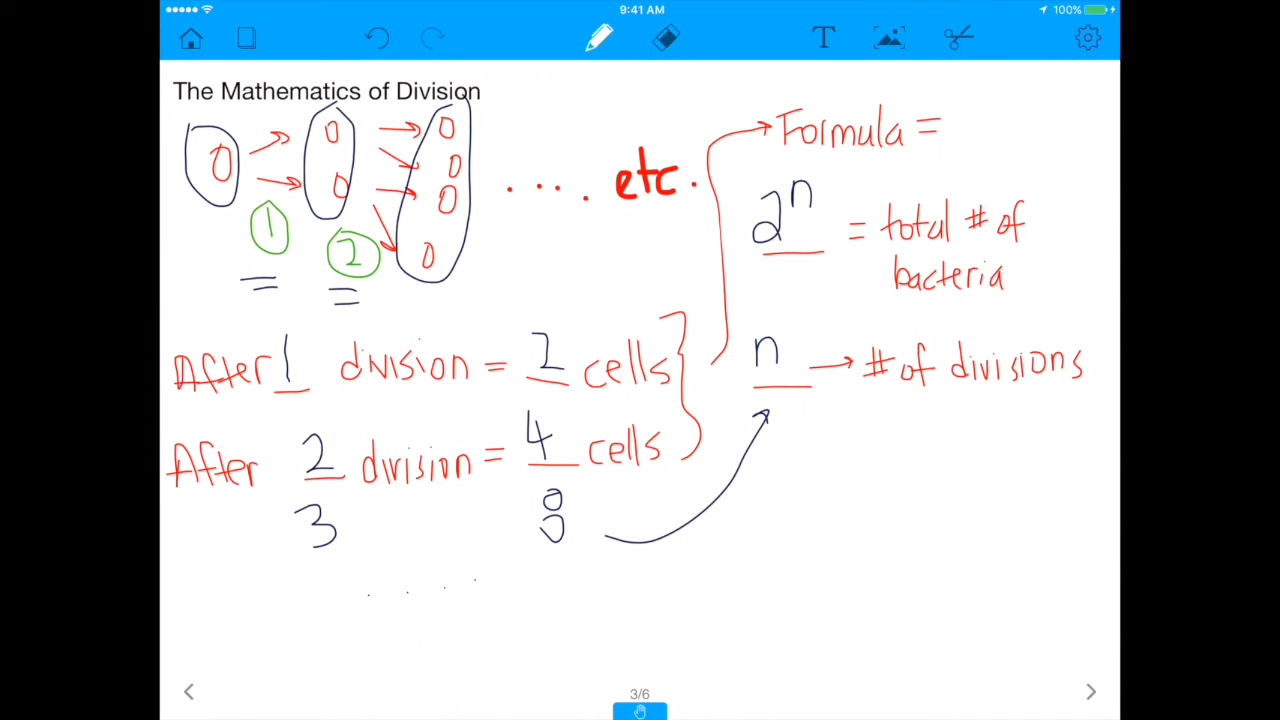 9:41 AM
100%
T
The Mathematics of Division
0 0 0
0
0 0
0
1
2
.... etc.
Formula =
2ⁿ = total # of
bacteria
After 1 division = 2 cells
n → # of divisions
After 2 division = 4 cells
3 8
....
3/6